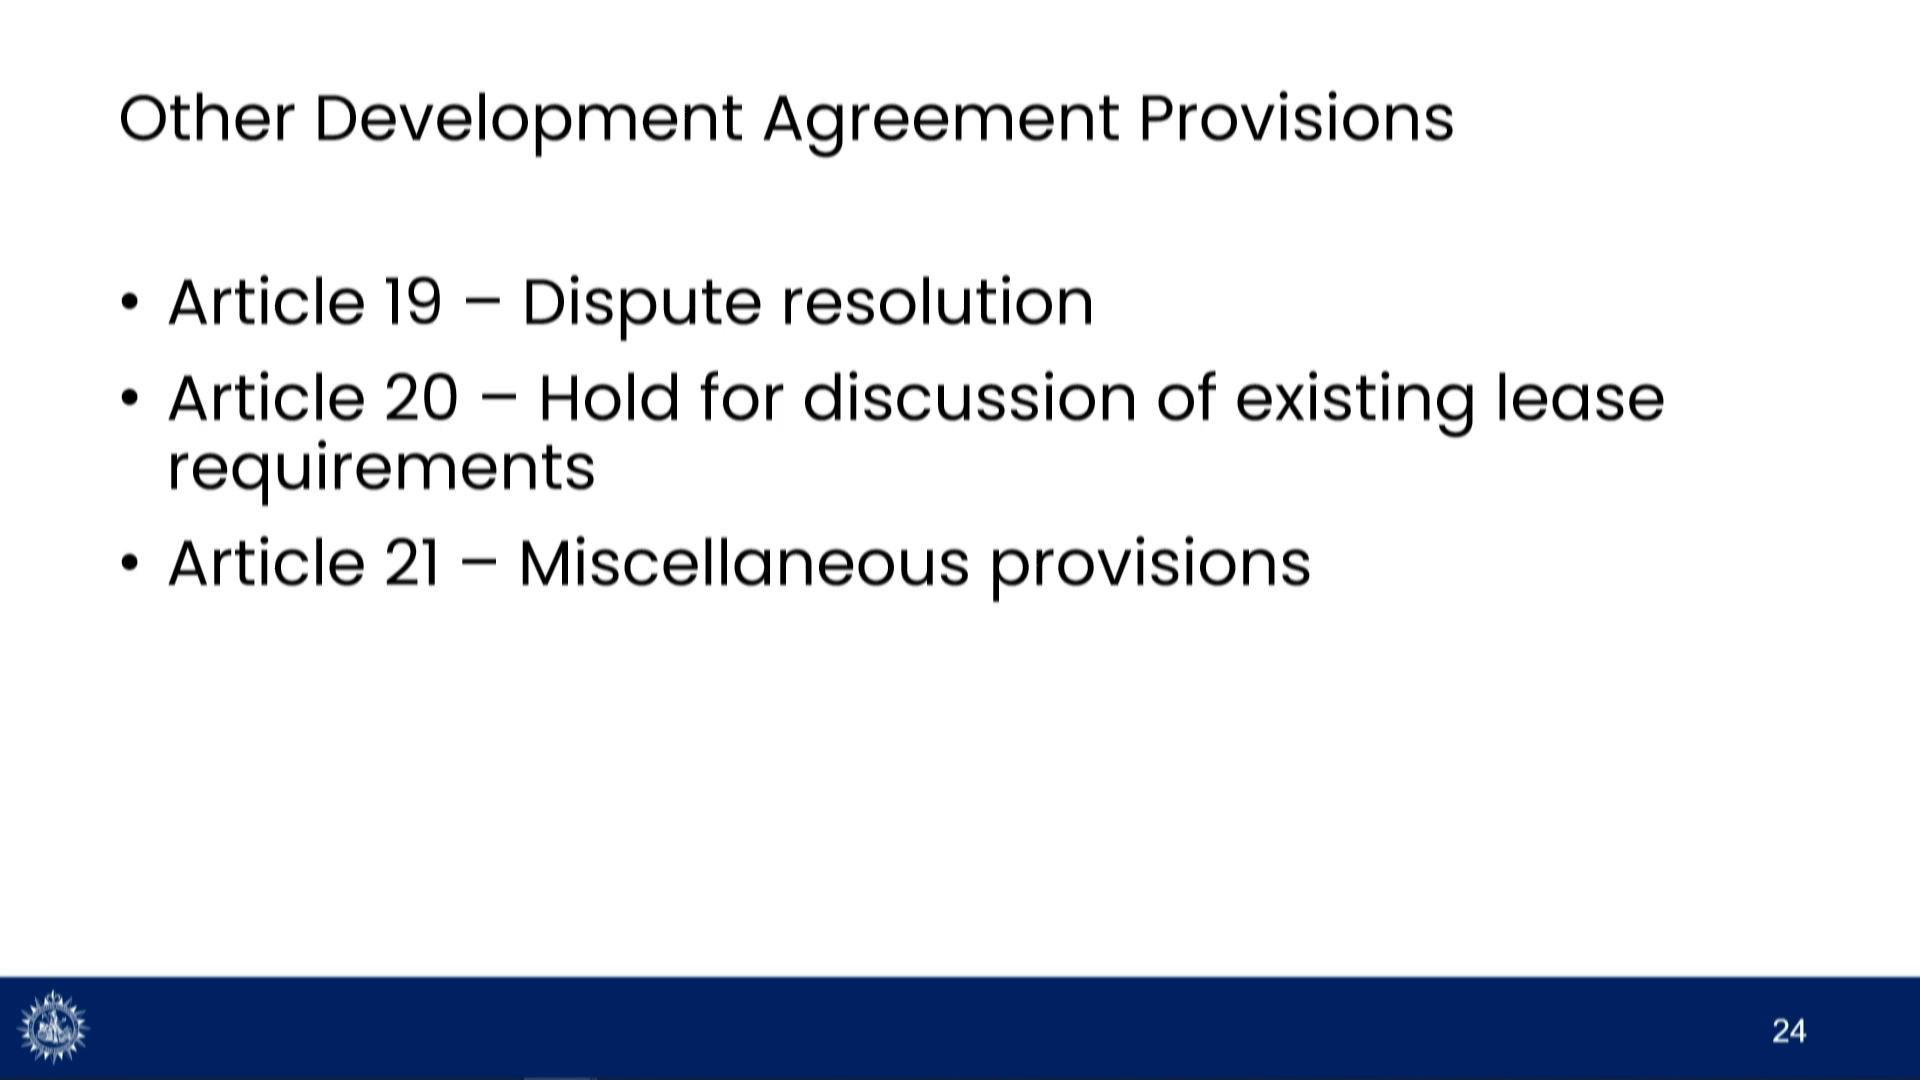 Other Development Agreement Provisions
• Article 19 – Dispute resolution
• Article 20 – Hold for discussion of existing lease
requirements
• Article 21 – Miscellaneous provisions
24